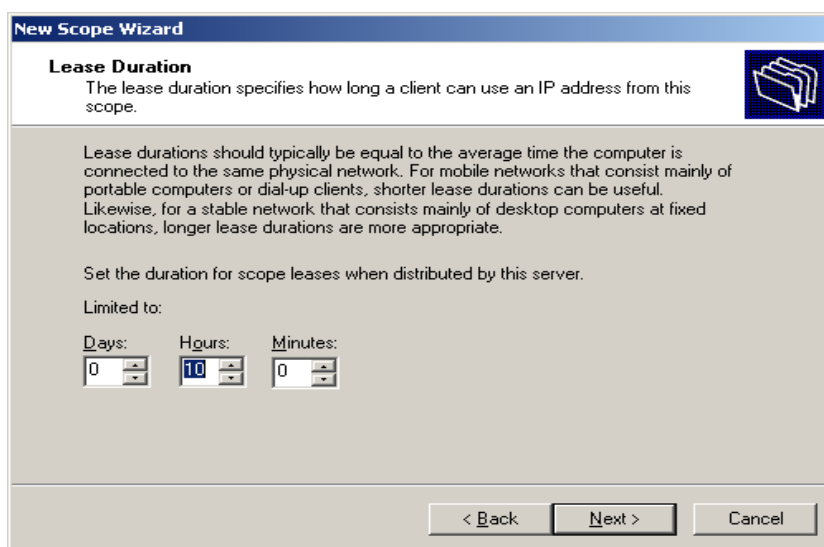 New Scope Wizard
Lease Duration
The lease duration specifies how long a client can use an IP address from this
scope.
Lease durations should typically be equal to the average time the computer is
connected to the same physical network. For mobile networks that consist mainly of
portable computers or dial-up clients, shorter lease durations can be useful.
Likewise, for a stable network that consists mainly of desktop computers at fixed
locations, longer lease durations are more appropriate.
Set the duration for scope leases when distributed by this server.
Limited to:
Days: Hours: Minutes:
0 10 0
< Back Next > Cancel